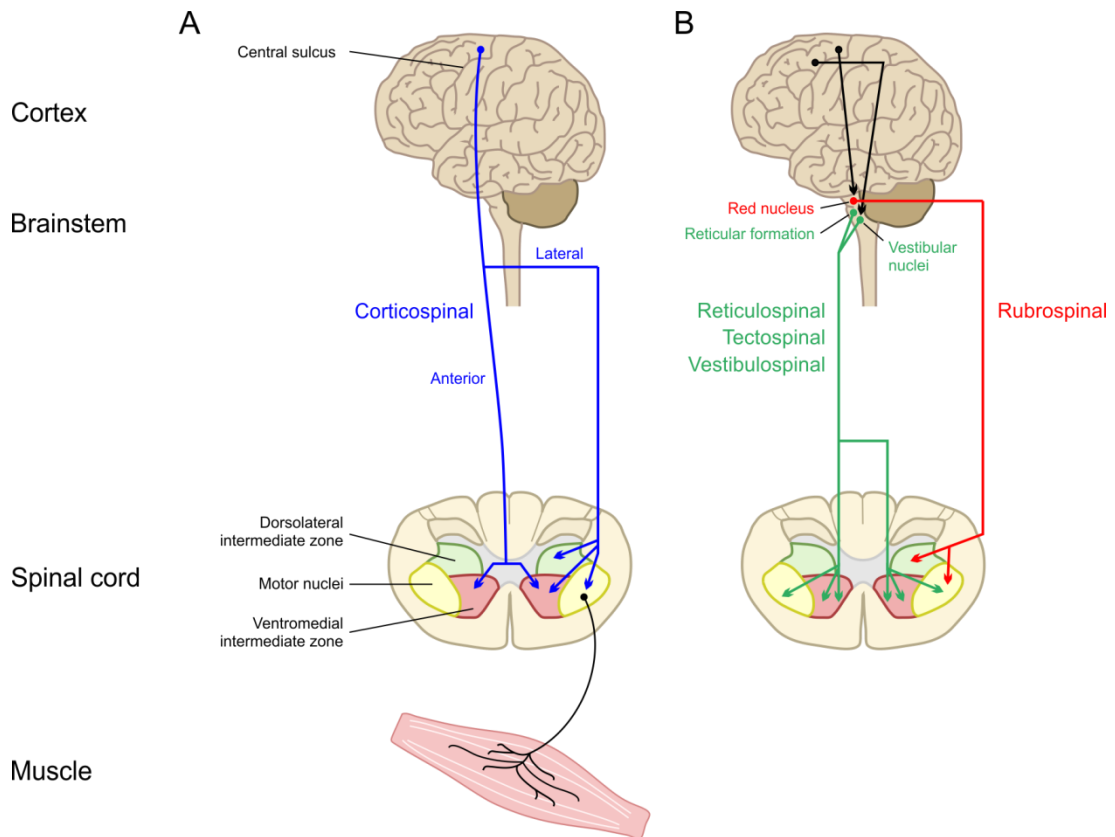 A
B
Central sulcus
Cortex
Brainstem
Red nucleus
Reticular formation
Vestibular
nuclei
Lateral
Corticospinal
Reticulospinal
Tectospinal
Vestibulospinal
Rubrospinal
Anterior
Dorsolateral
intermediate zone
Spinal cord
Motor nuclei
Ventromedial
intermediate zone
Muscle